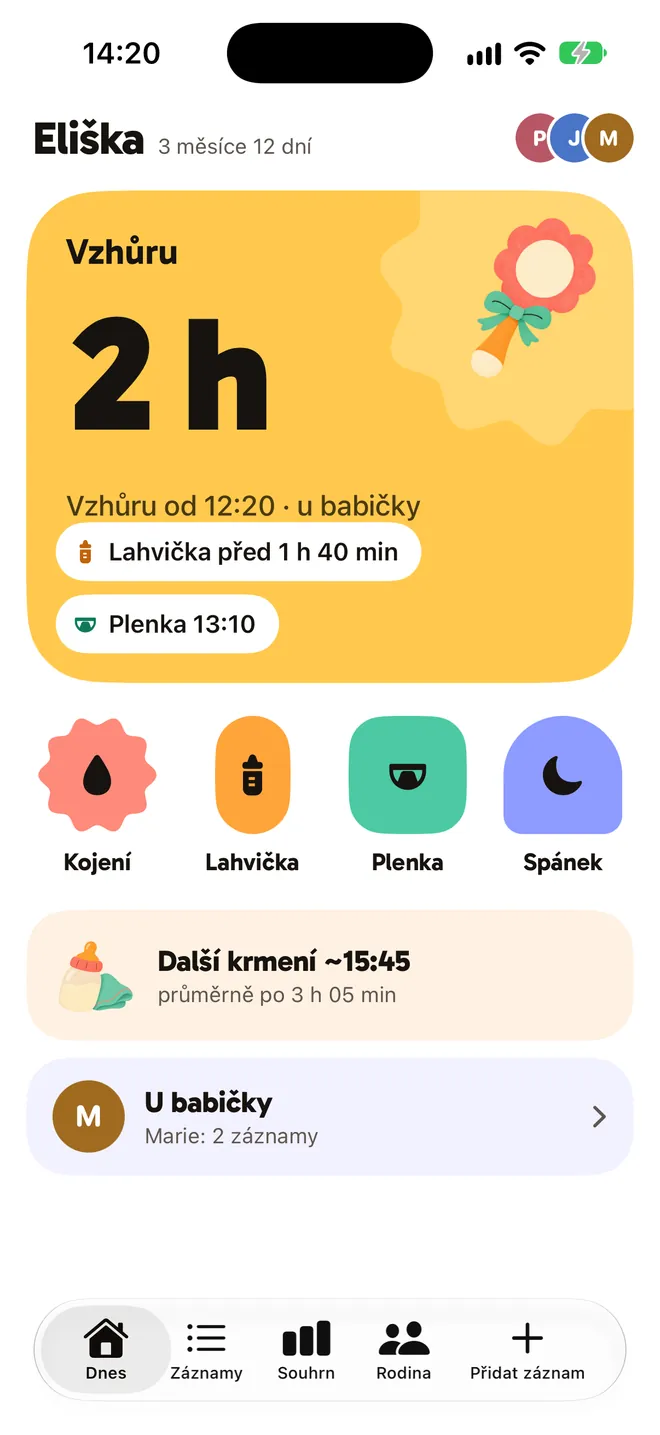 14:20
Eliška 3 měsíce 12 dní
P J M
Vzhůru
2 h
Vzhůru od 12:20 · u babičky
Lahvička před 1 h 40 min
Plenka 13:10
Kojení Lahvička Plenka Spánek
Další krmení ~15:45
průměrně po 3 h 05 min
M
U babičky
Marie: 2 záznamy
Dnes Záznamy Souhrn Rodina Přidat záznam